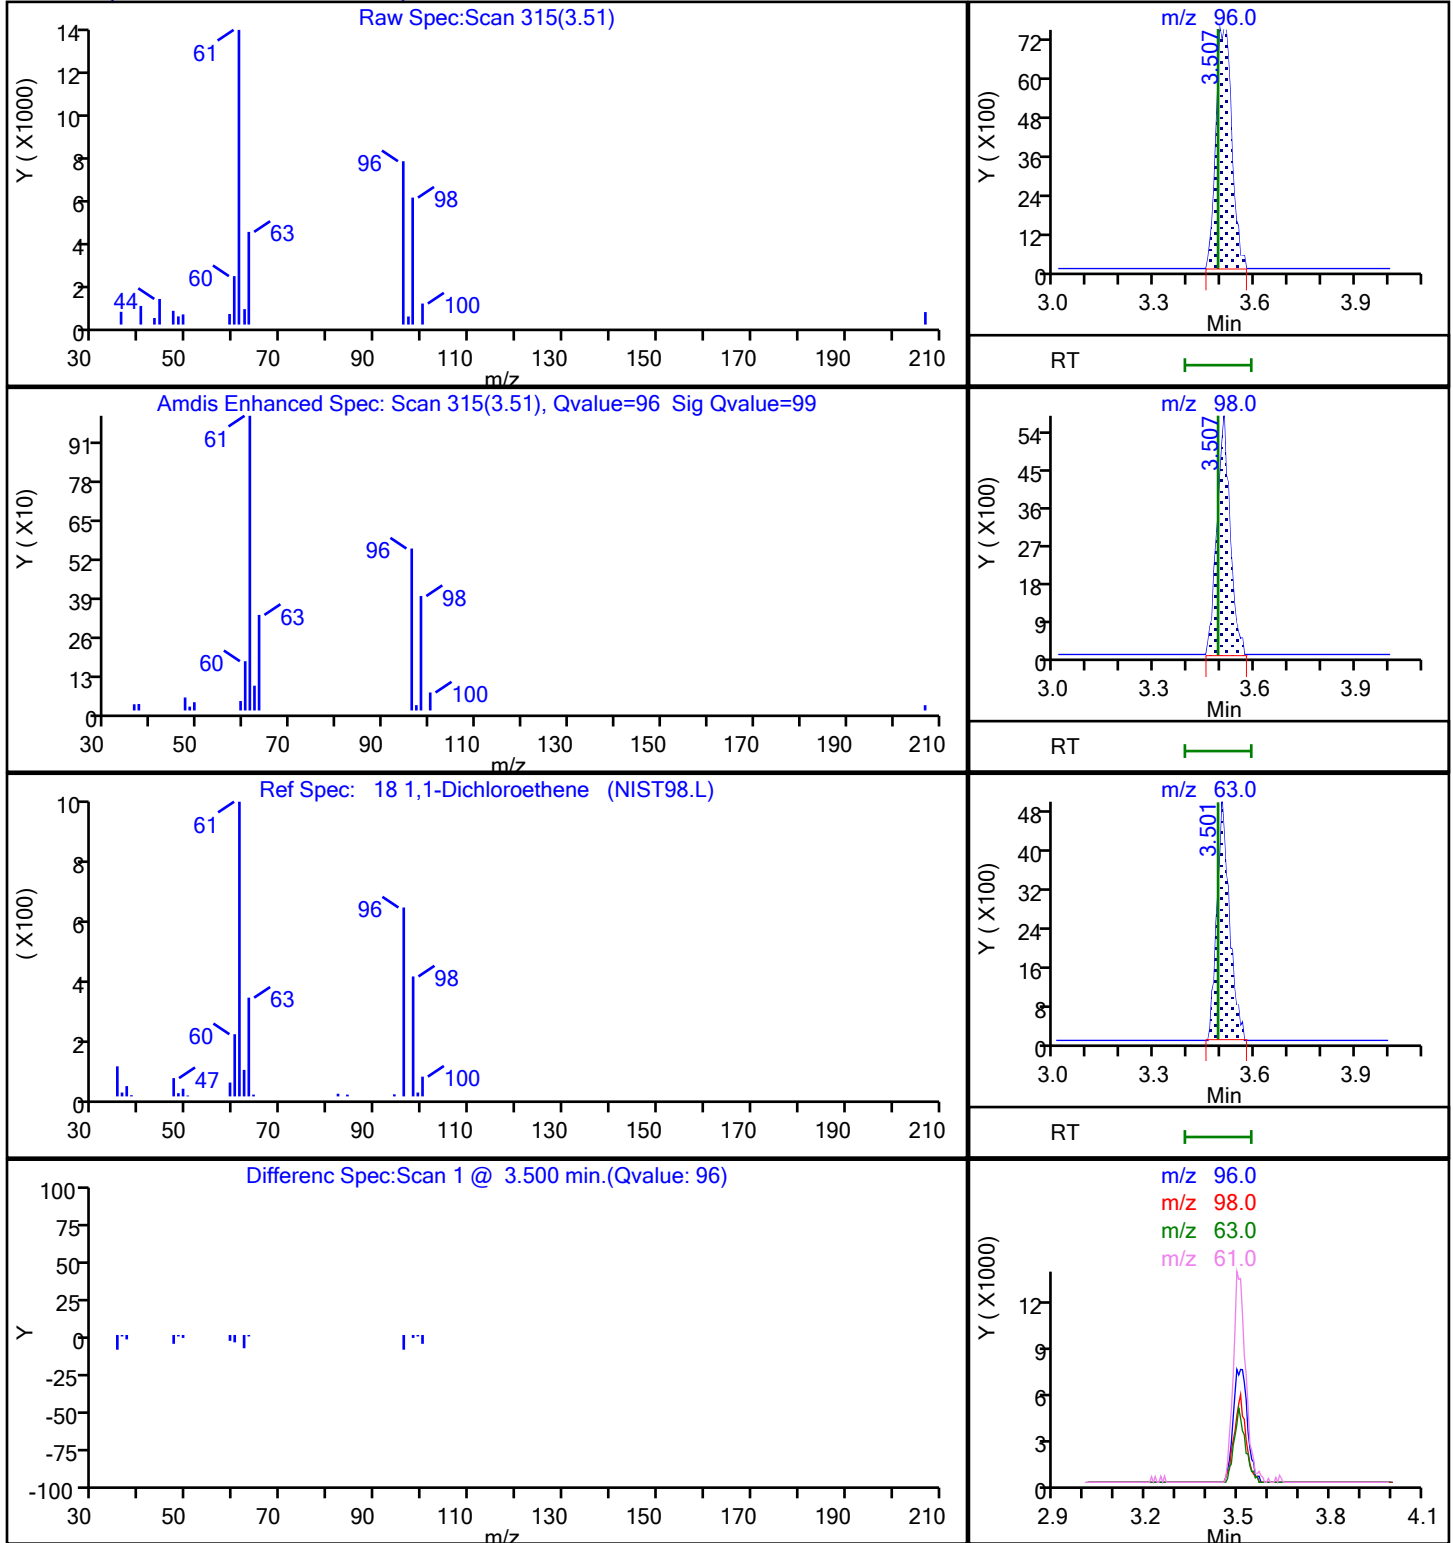 Raw Spec:Scan 315(3.51)
Y ( X1000)
14
12
10
8
6
4
2
0
61
96
98
63
60
44
100
30 50 70 90 110 130 150 170 190 210
m/z
m/z 96.0
Y ( X100)
72
60
48
36
24
12
0
3.507
3.0 3.3 3.6 3.9
Min
RT
Amdis Enhanced Spec: Scan 315(3.51), Qvalue=96 Sig Qvalue=99
Y ( X10)
91
78
65
52
39
26
13
0
61
96
98
63
60
100
30 50 70 90 110 130 150 170 190 210
m/z
m/z 98.0
Y ( X100)
54
45
36
27
18
9
0
3.507
3.0 3.3 3.6 3.9
Min
RT
Ref Spec: 18 1,1-Dichloroethene (NIST98.L)
( X100)
10
8
6
4
2
0
61
96
98
63
60
47
100
30 50 70 90 110 130 150 170 190 210
m/z 63.0
Y ( X100)
48
40
32
24
16
8
0
3.501
3.0 3.3 3.6 3.9
Min
RT
Differenc Spec:Scan 1 @ 3.500 min.(Qvalue: 96)
Y
100
75
50
25
0
-25
-50
-75
-100
30 50 70 90 110 130 150 170 190 210
m/z
m/z 96.0
m/z 98.0
m/z 63.0
m/z 61.0
Y ( X1000)
12
9
6
3
0
2.9 3.2 3.5 3.8 4.1
Min